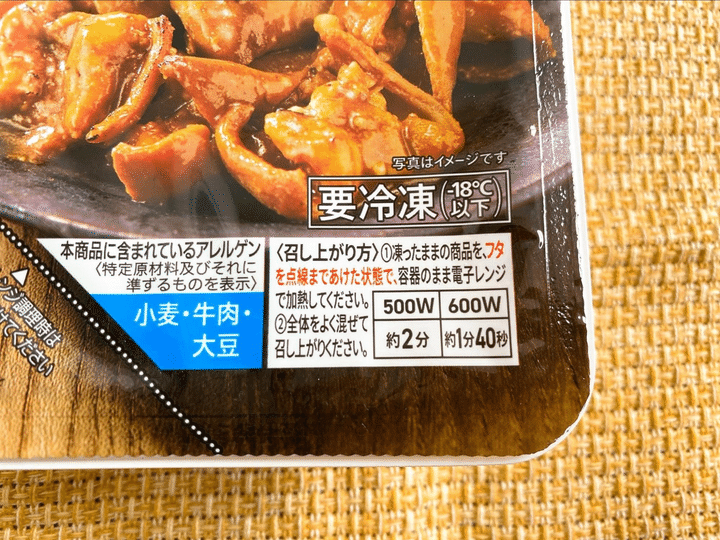 写真はイメージです
要冷凍(-18℃以下)
本商品に含まれているアレルゲン
〈特定原材料及びそれに
準ずるものを表示〉
小麦・牛肉・
大豆
〈召し上がり方〉①凍ったままの商品を、フタ
を点線まであけた状態で、容器のまま電子レンジ
で加熱してください。
②全体をよく混ぜて
召し上がりください。
500W 600W
約2分 約1分40秒
ジ調理時は
けてください